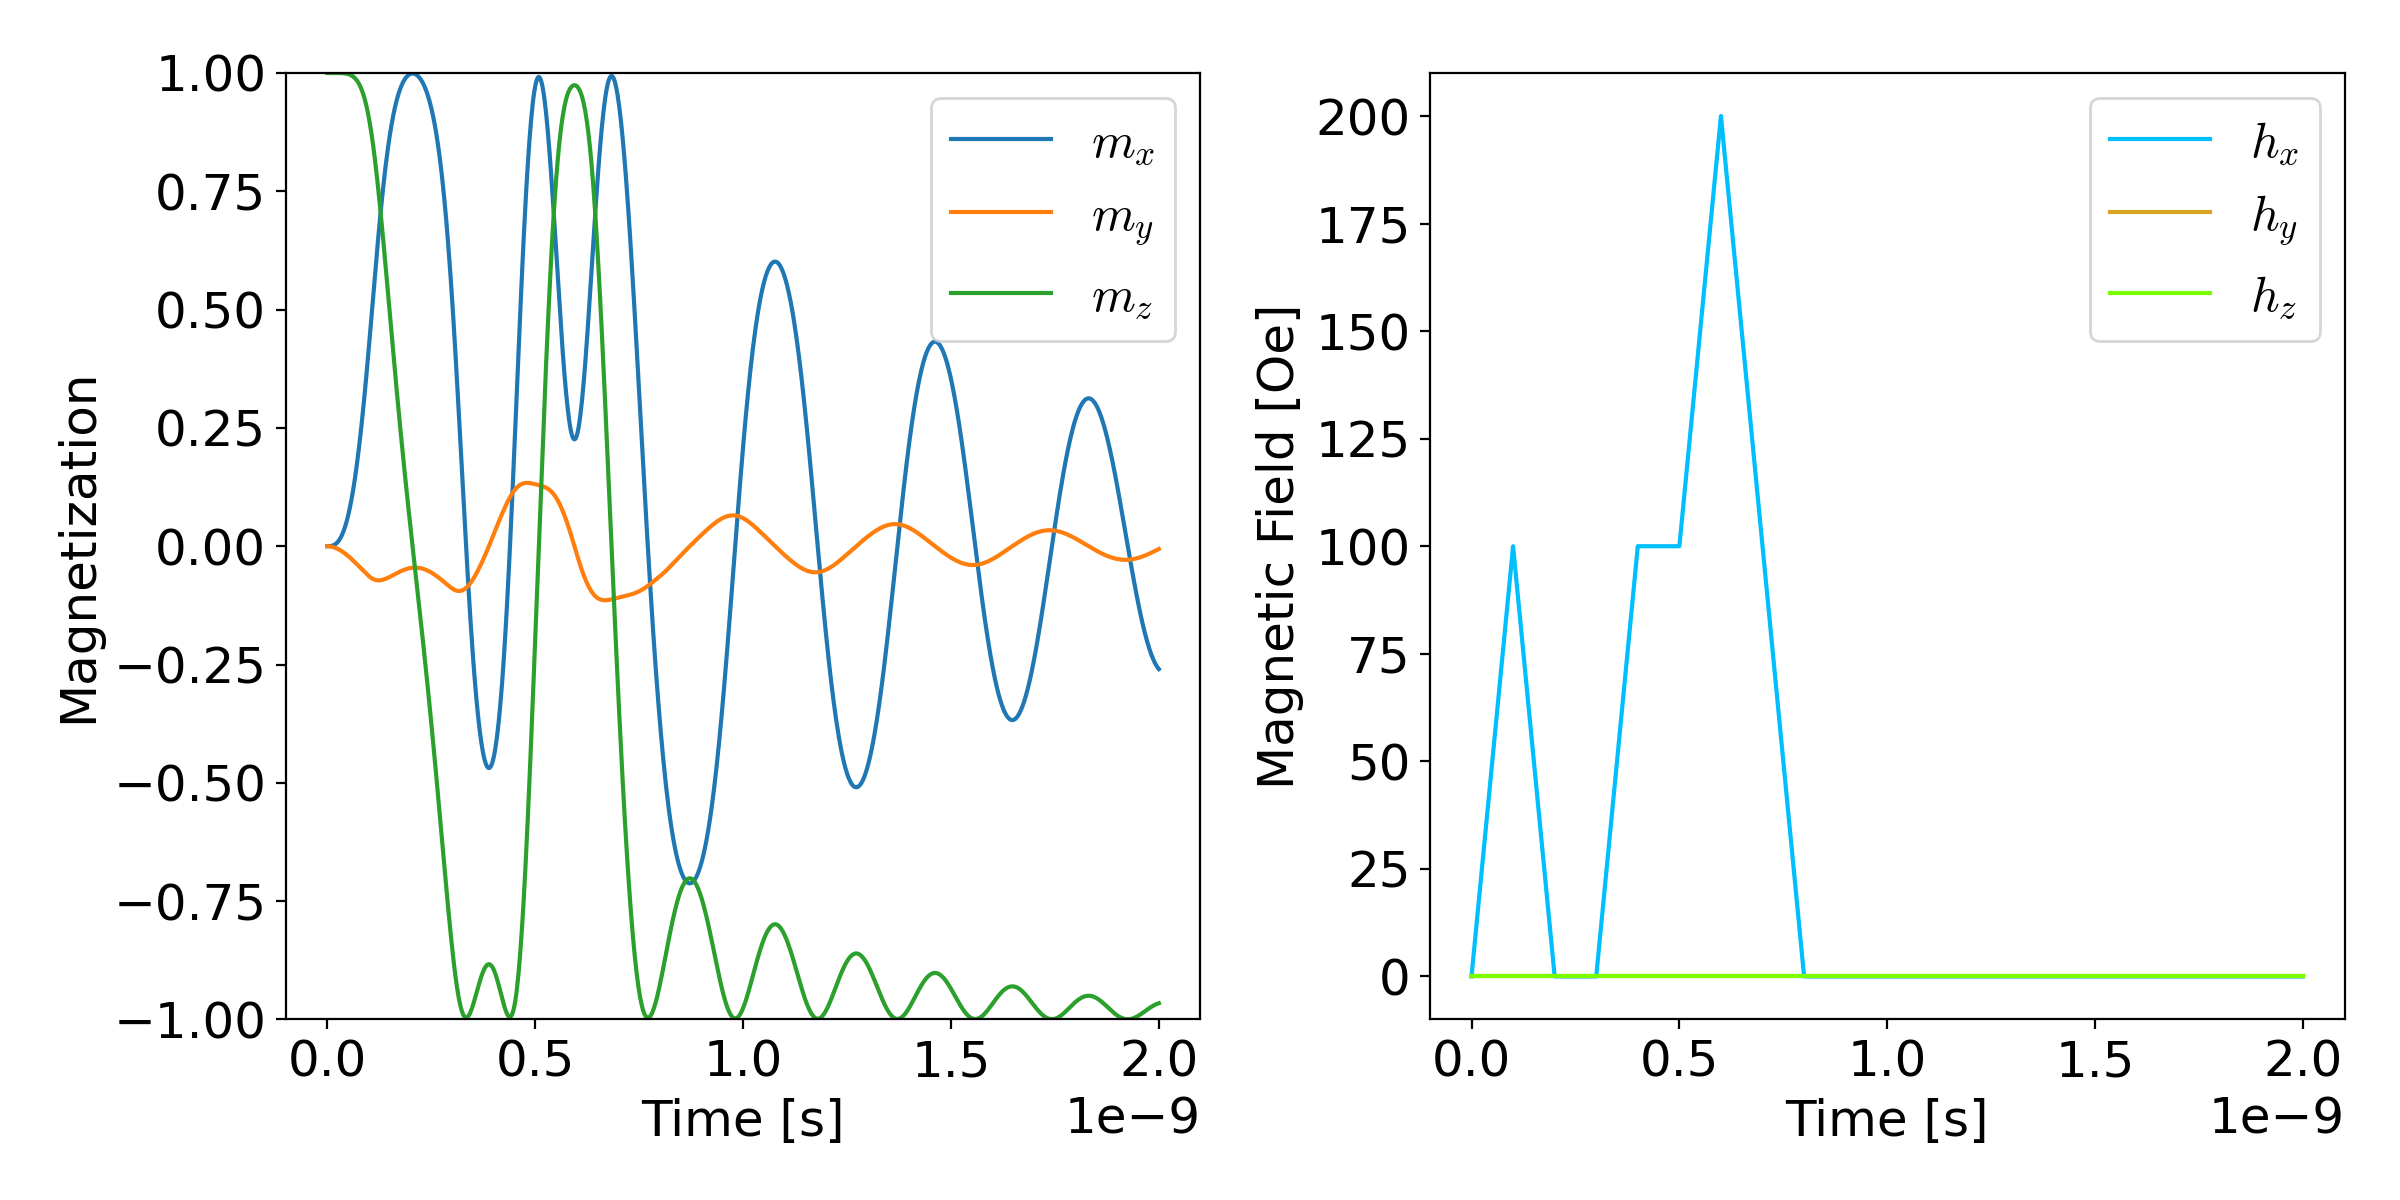 Magnetization
1.00
0.75
0.50
0.25
0.00
−0.25
−0.50
−0.75
−1.00
0.0 0.5 1.0 1.5 2.0
Time [s]
1e−9
m_x
m_y
m_z
Magnetic Field [Oe]
200
175
150
125
100
75
50
25
0
0.0 0.5 1.0 1.5 2.0
Time [s]
1e−9
h_x
h_y
h_z